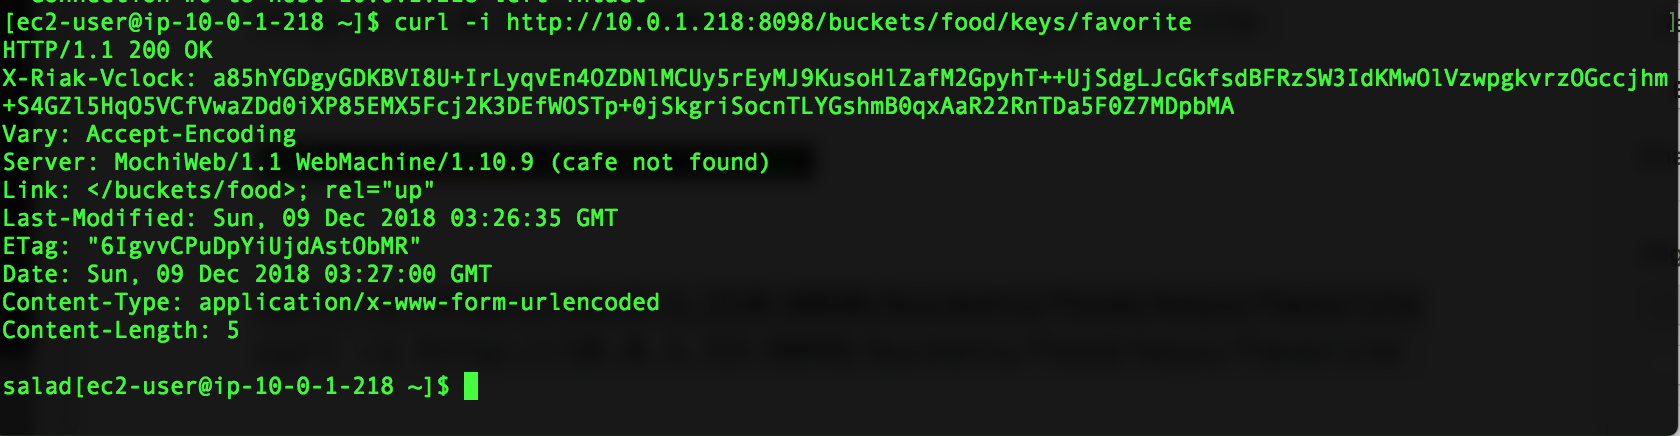 [ec2-user@ip-10-0-1-218 ~]$ curl -i http://10.0.1.218:8098/buckets/food/keys/favorite
HTTP/1.1 200 OK
X-Riak-Vclock: a85hYGDgyGDKBVI8U+IrLyqvEn4OZDNlMCUy5rEyMJ9KusoHlZafM2GpyhT++UjSdgLJcGkfsdBFRzSW3IdKMwOlVzwpgkvrzOGccjhm
+S4GZl5HqO5VCfVwaZDd0iXP85EMX5Fcj2K3DEfWOSTp+0jSkgriSocnTLYGshmB0qxAaR22RnTDa5F0Z7MDpbMA
Vary: Accept-Encoding
Server: MochiWeb/1.1 WebMachine/1.10.9 (cafe not found)
Link: </buckets/food>; rel="up"
Last-Modified: Sun, 09 Dec 2018 03:26:35 GMT
ETag: "6IgvvCPuDpYiUjdAstObMR"
Date: Sun, 09 Dec 2018 03:27:00 GMT
Content-Type: application/x-www-form-urlencoded
Content-Length: 5
salad[ec2-user@ip-10-0-1-218 ~]$